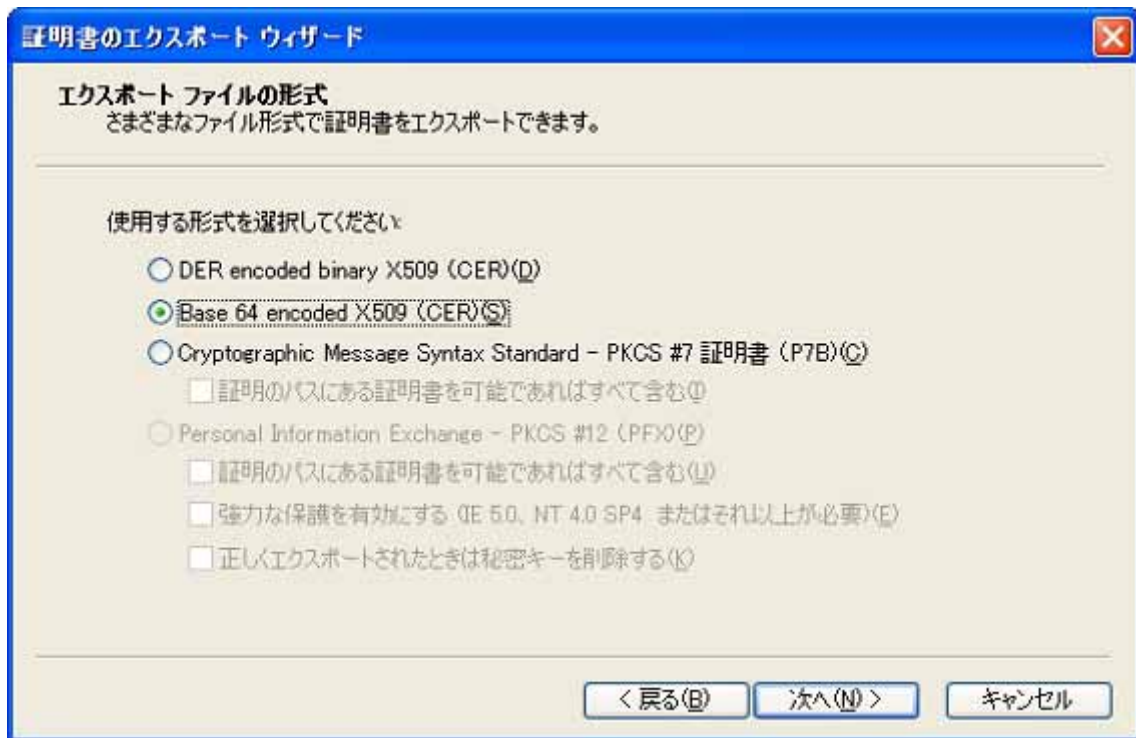 証明書のエクスポート ウィザード
エクスポート ファイルの形式
さまざまなファイル形式で証明書をエクスポートできます。
使用する形式を選択してください:
DER encoded binary X509 (CER)(D)
Base 64 encoded X509 (CER)(S)
Cryptographic Message Syntax Standard - PKCS #7 証明書 (P7B)(C)
証明のパスにある証明書を可能であればすべて含む(I)
Personal Information Exchange - PKCS #12 (PFX)(P)
証明のパスにある証明書を可能であればすべて含む(U)
強力な保護を有効にする (IE 5.0、NT 4.0 SP4 またはそれ以上が必要)(E)
正しくエクスポートされたときは秘密キーを削除する(K)
< 戻る(B) 次へ(N) > キャンセル